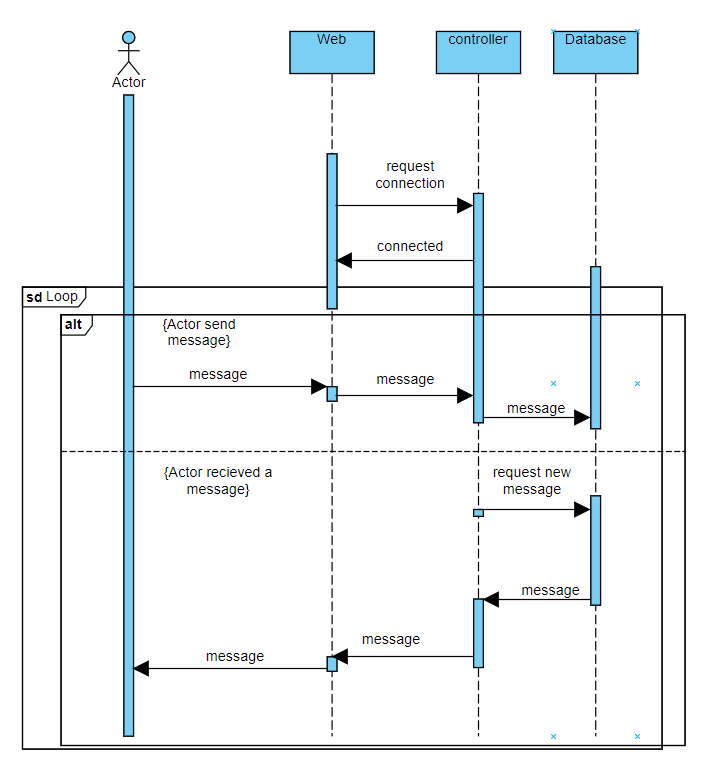 Web
controller
Database
Actor
request
connection
connected
sd Loop
alt
{Actor send
message}
message
message
message
{Actor recieved a
message}
request new
message
message
message
message